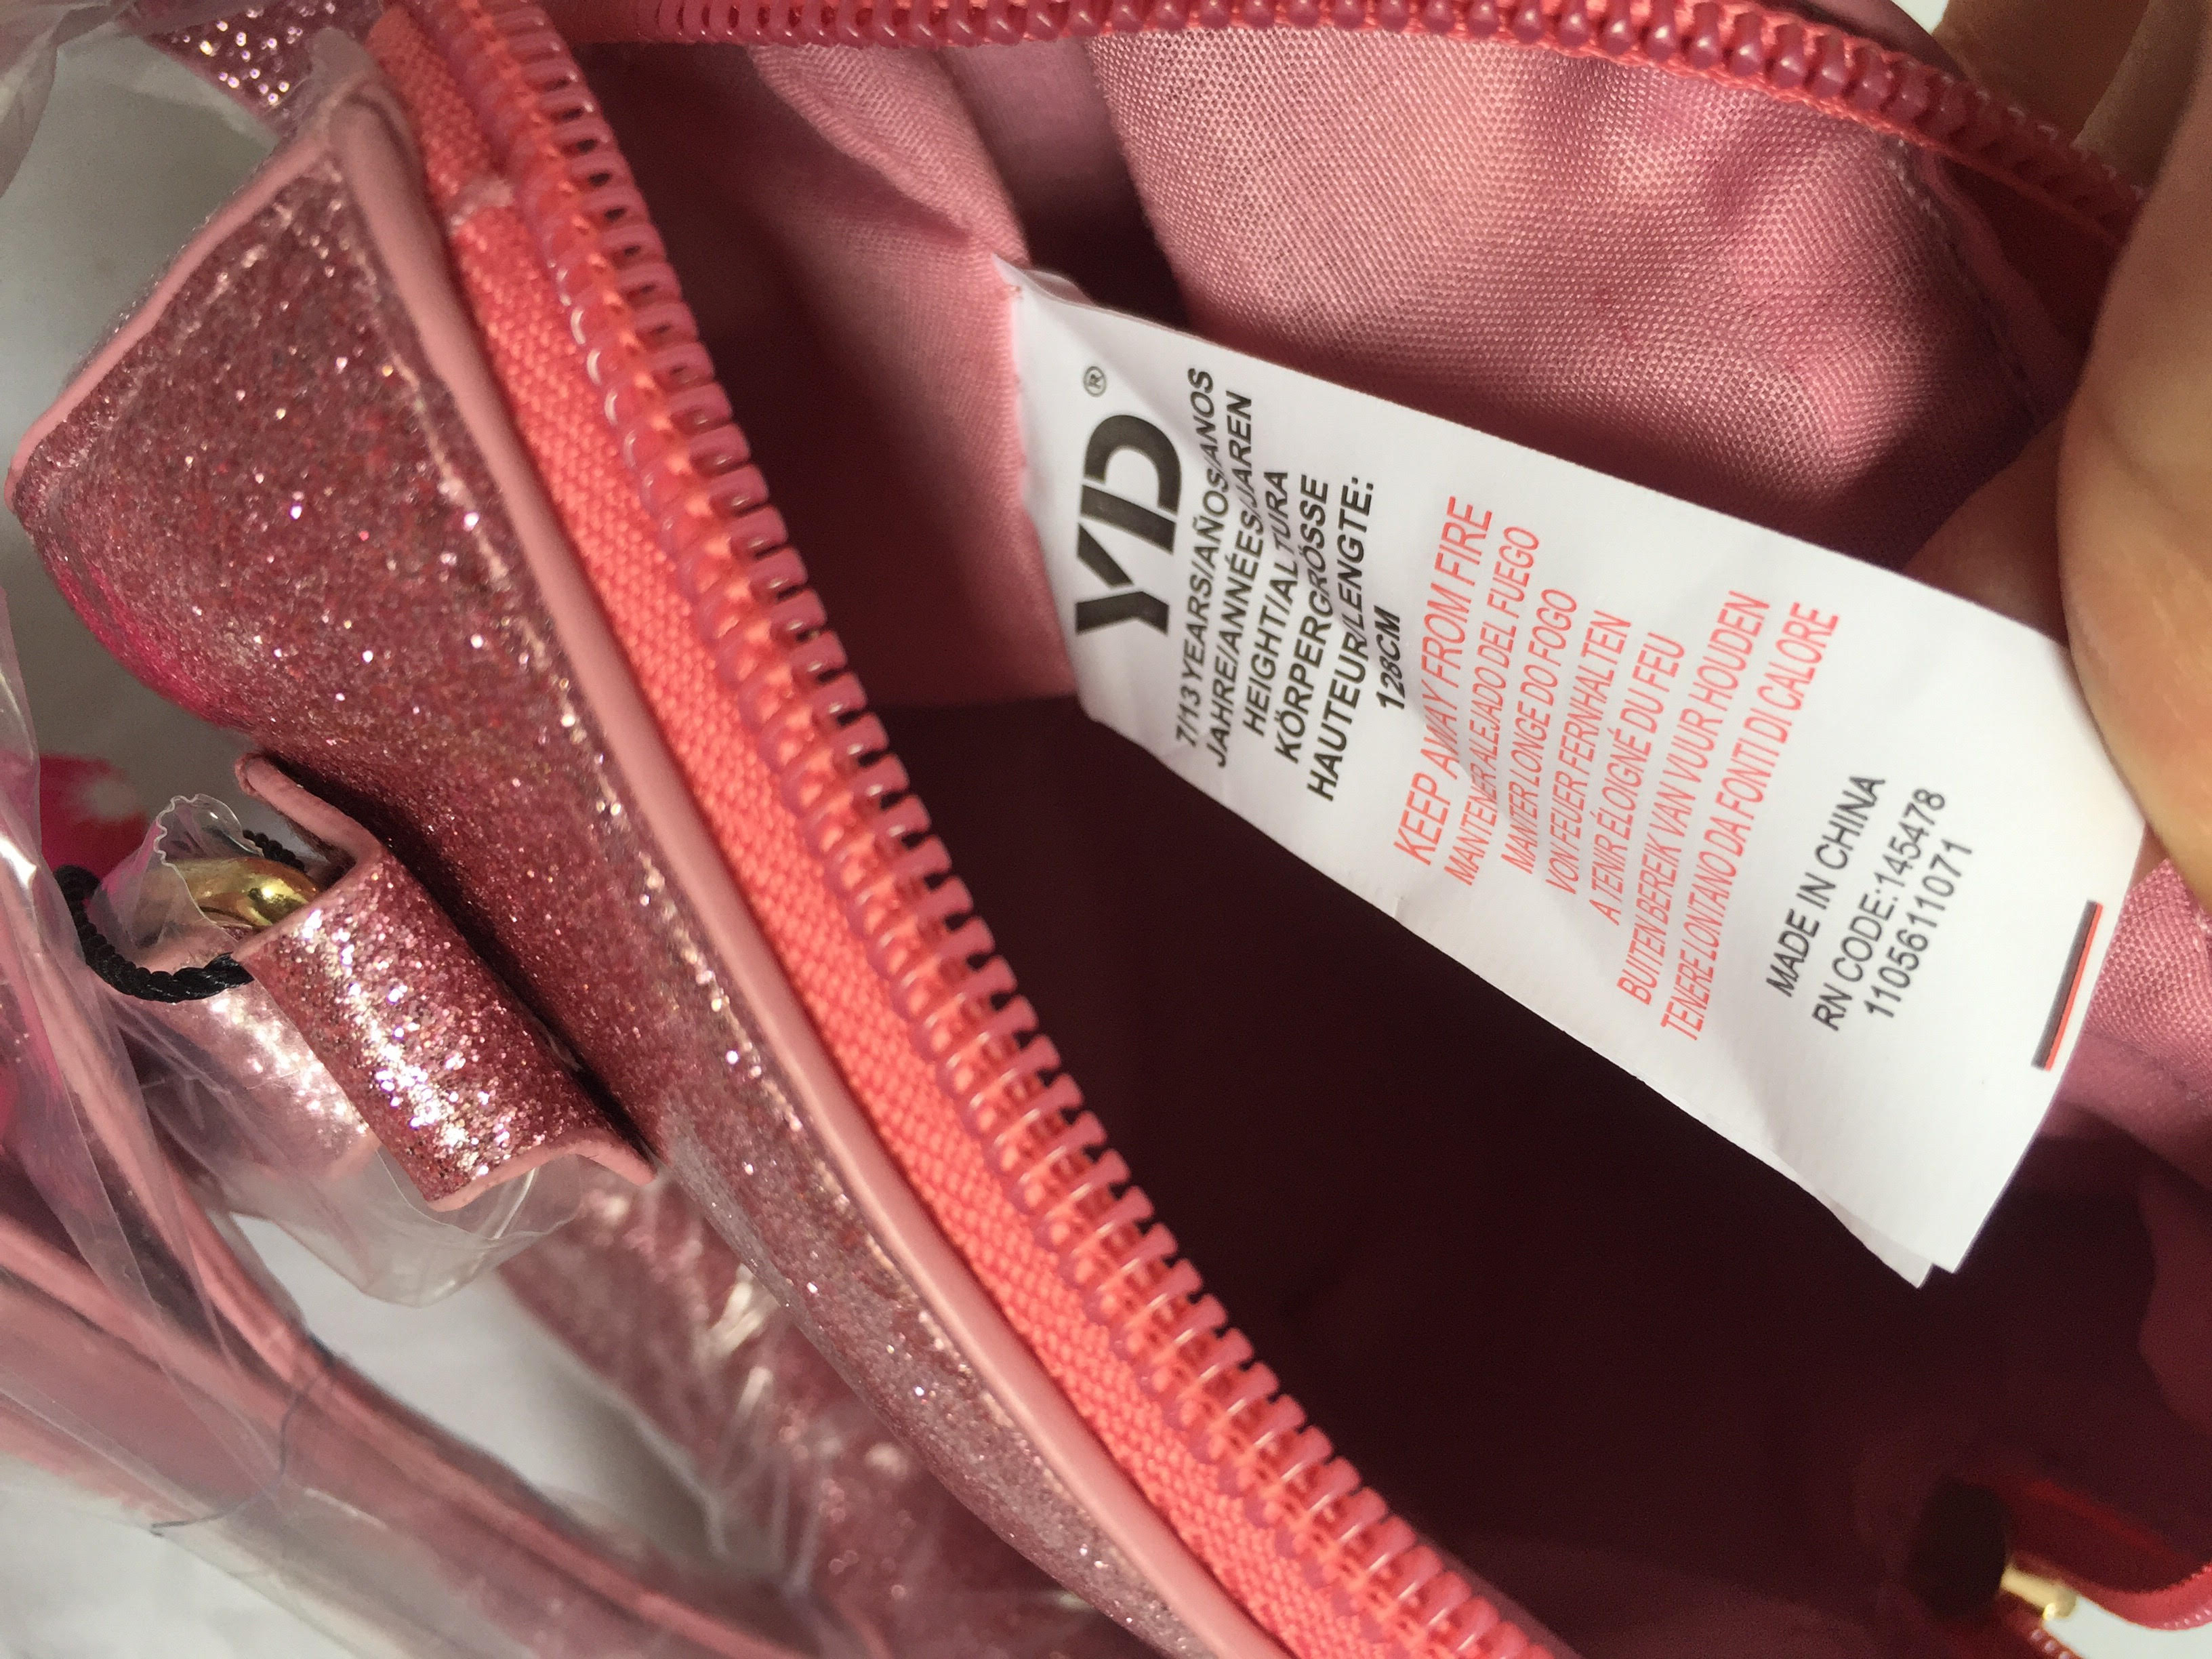 YD®
7/13 YEARS/AÑOS/ANOS
JAHRE/ANNÉES/JAREN
HEIGHT/ALTURA
KÖRPERGRÖSSE
HAUTEUR/LENGTE:
128CM
KEEP AWAY FROM FIRE
MANTENER ALEJADO DEL FUEGO
MANTER LONGE DO FOGO
VON FEUER FERNHALTEN
A TENIR ÉLOIGNÉ DU FEU
BUITEN BEREIK VAN VUUR HOUDEN
TENERE LONTANO DA FONTI DI CALORE
MADE IN CHINA
RN CODE:145478
1105611071